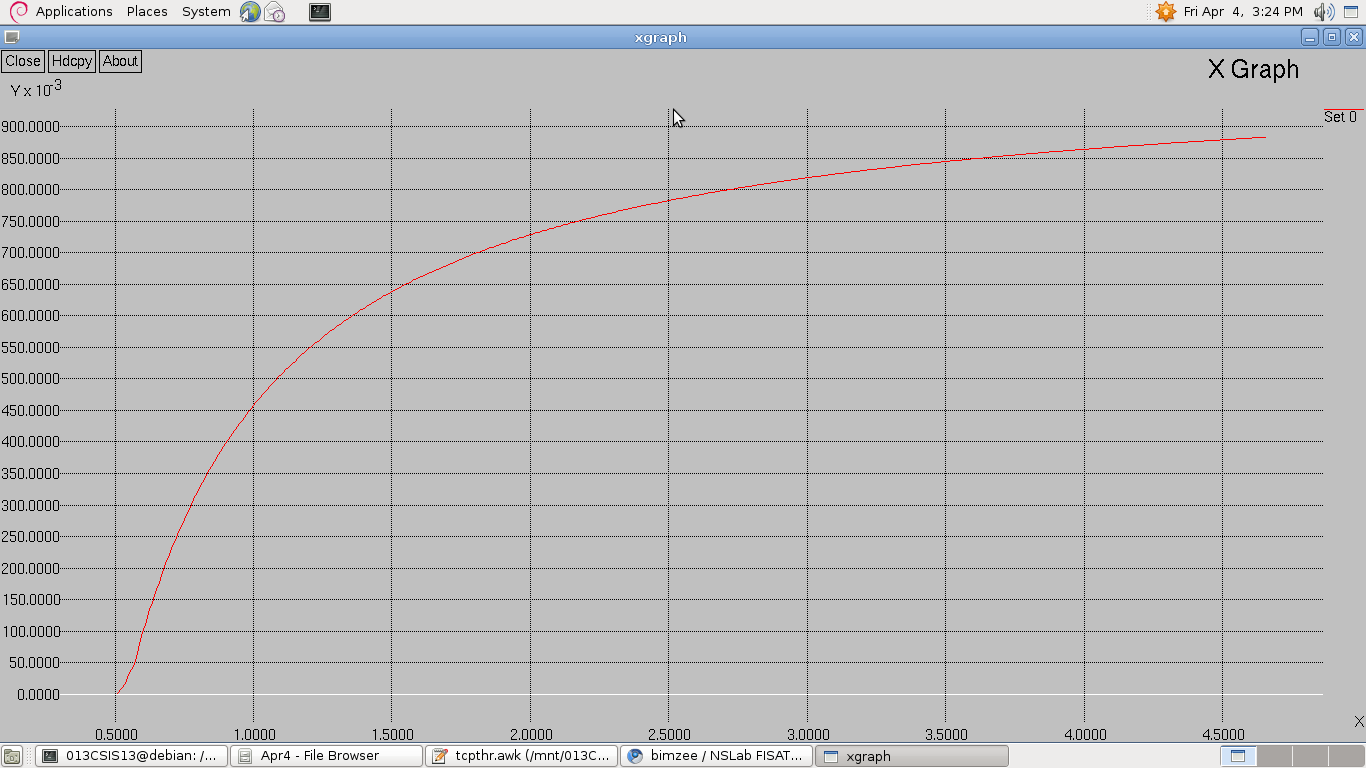 Applications Places System Fri Apr 4, 3:24 PM
xgraph
Close Hdcpy About
X Graph
Y x 10-3
Set 0
900.0000
850.0000
800.0000
750.0000
700.0000
650.0000
600.0000
550.0000
500.0000
450.0000
400.0000
350.0000
300.0000
250.0000
200.0000
150.0000
100.0000
50.0000
0.0000
X
0.5000 1.0000 1.5000 2.0000 2.5000 3.0000 3.5000 4.0000 4.5000
013CSIS13@debian: /... Apr4 - File Browser tcpthr.awk (/mnt/013C... bimzee / NSLab FISAT... xgraph